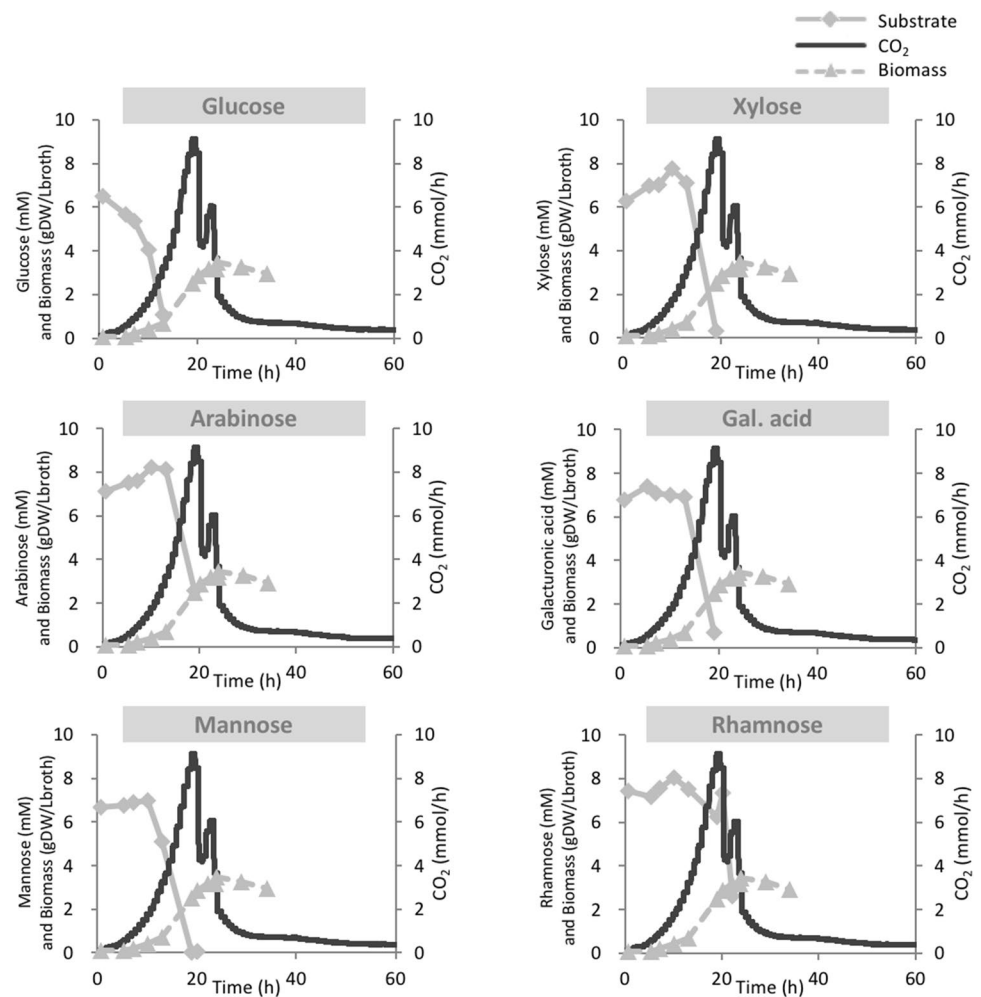 Substrate
CO₂
Biomass
Glucose
10
8
6
4
2
0
Glucose (mM)
and Biomass (gDW/Lbroth)
10
8
6
4
2
0
CO₂ (mmol/h)
0 20 40 60
Time (h)
Xylose
10
8
6
4
2
0
Xylose (mM)
and Biomass (gDW/Lbroth)
10
8
6
4
2
0
CO₂ (mmol/h)
0 20 40 60
Time (h)
Arabinose
10
8
6
4
2
0
Arabinose (mM)
and Biomass (gDW/Lbroth)
10
8
6
4
2
0
CO₂ (mmol/h)
0 20 40 60
Time (h)
Gal. acid
10
8
6
4
2
0
Galacturonic acid (mM)
and Biomass (gDW/Lbroth)
10
8
6
4
2
0
CO₂ (mmol/h)
0 20 40 60
Time (h)
Mannose
10
8
6
4
2
0
Mannose (mM)
and Biomass (gDW/Lbroth)
10
8
6
4
2
0
CO₂ (mmol/h)
0 20 40 60
Time (h)
Rhamnose
10
8
6
4
2
0
Rhamnose (mM)
and Biomass (gDW/Lbroth)
10
8
6
4
2
0
CO₂ (mmol/h)
0 20 40 60
Time (h)